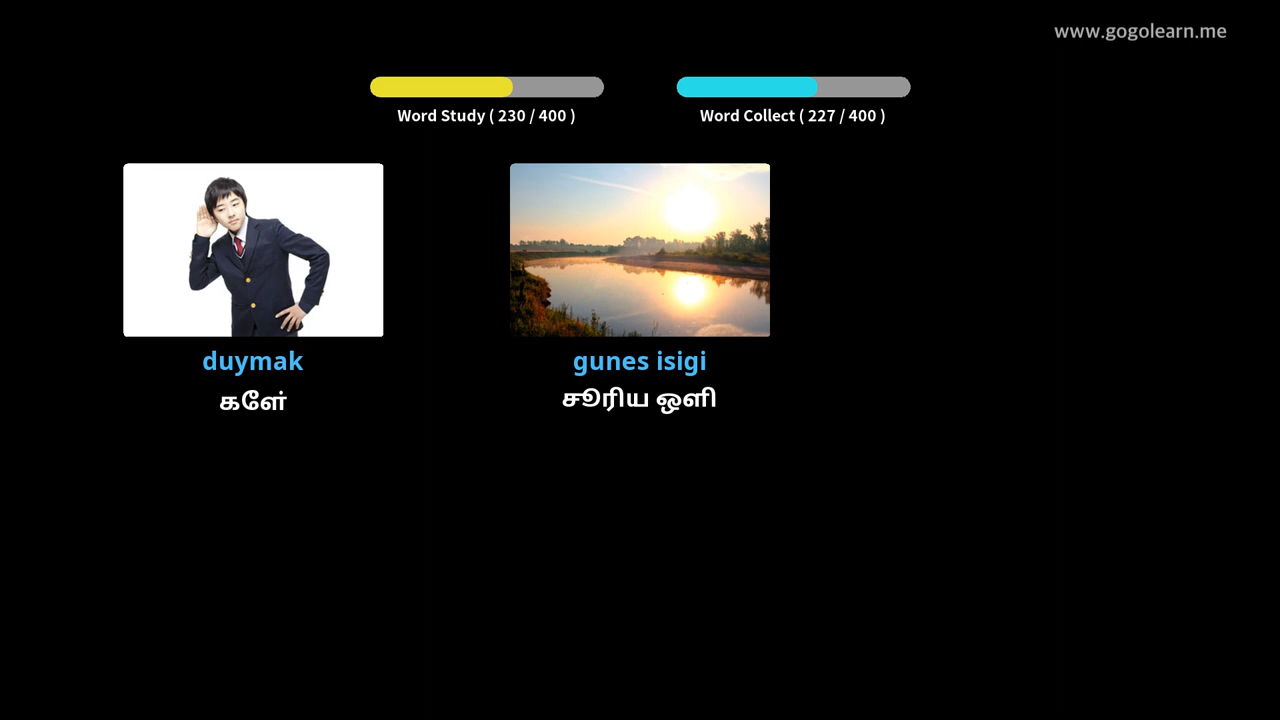 www.gogolearn.me
Word Study ( 230 / 400 )
Word Collect ( 227 / 400 )
duymak
கேள்
gunes isigi
சூரிய ஒளி